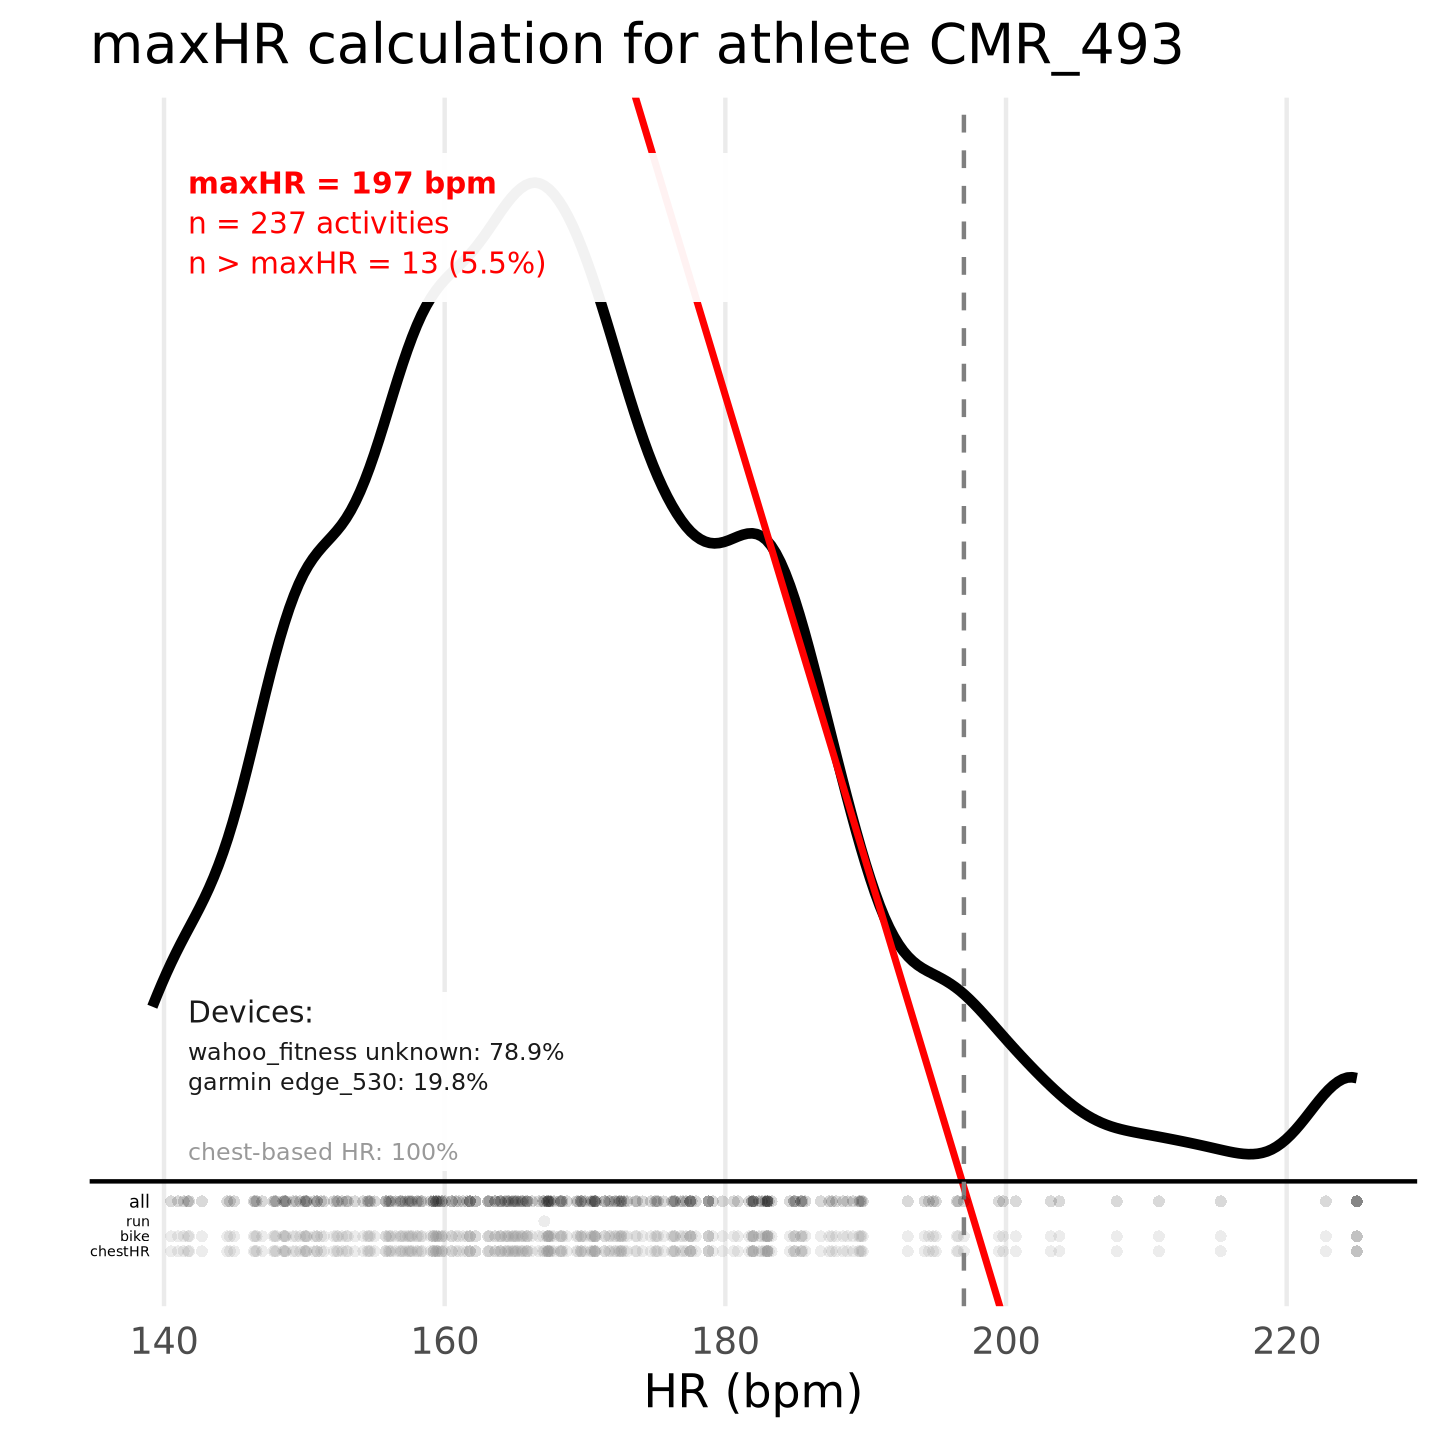 maxHR calculation for athlete CMR_493
maxHR = 197 bpm
n = 237 activities
n > maxHR = 13 (5.5%)
Devices:
wahoo_fitness unknown: 78.9%
garmin edge_530: 19.8%
chest-based HR: 100%
all
run
bike
chestHR
140 160 180 200 220
HR (bpm)